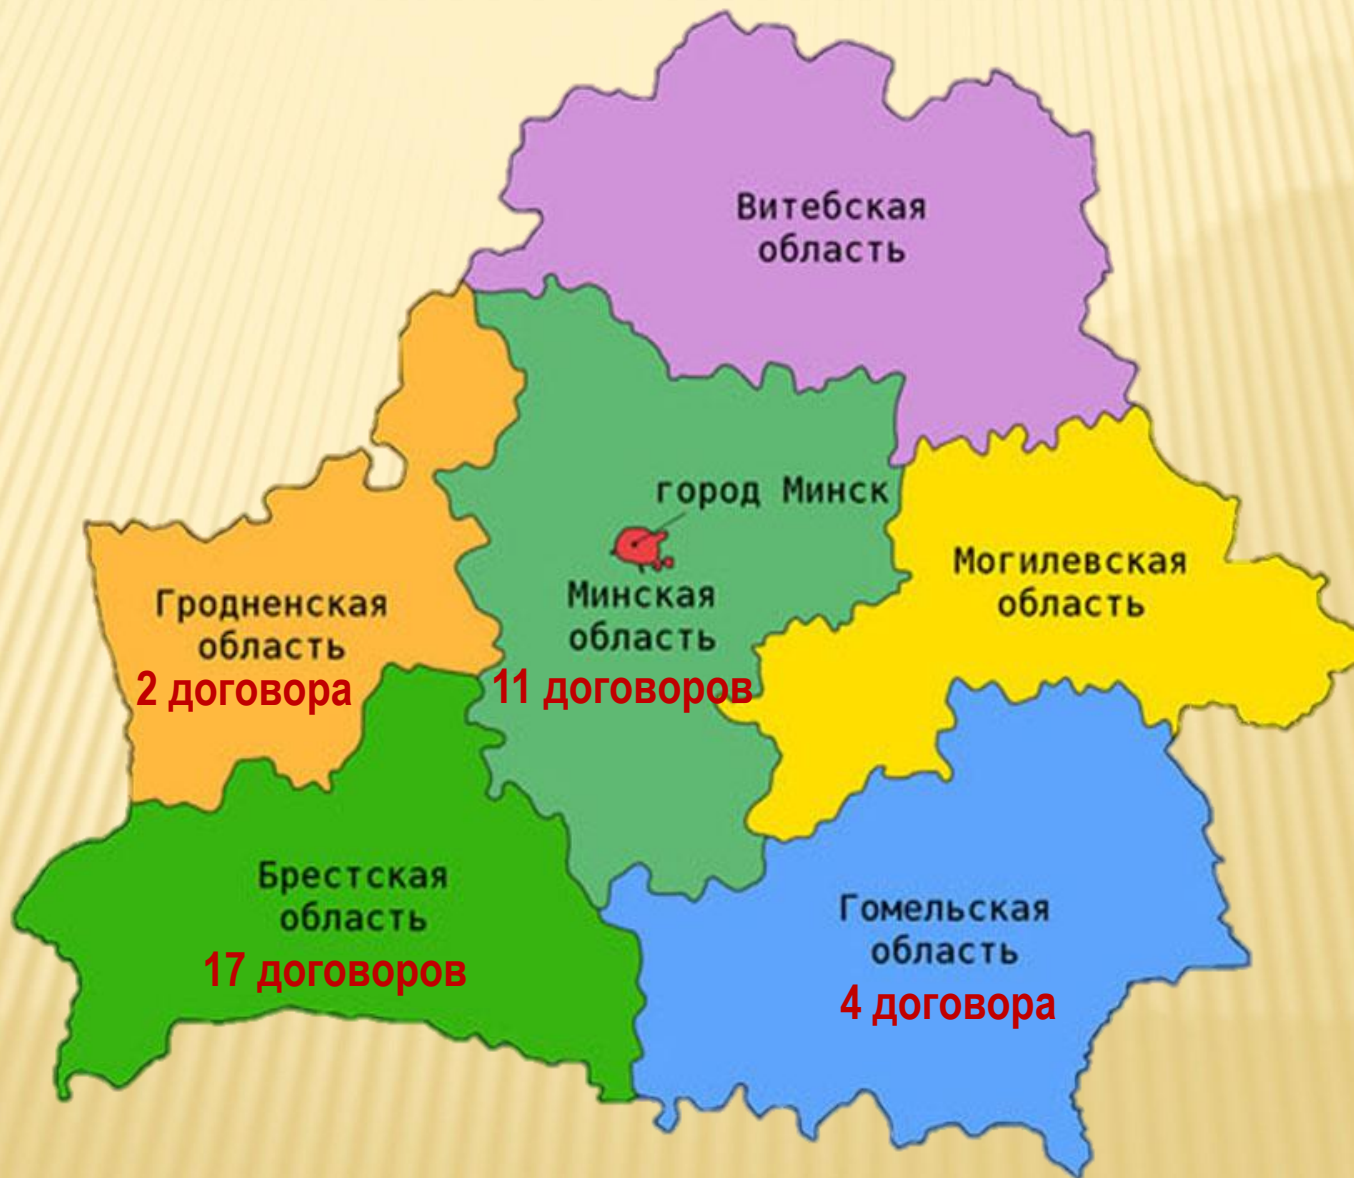 Витебская
область
город Минск
Могилевская
область
Гродненская
область
2 договора
Минская
область
11 договоров
Брестская
область
17 договоров
Гомельская
область
4 договора